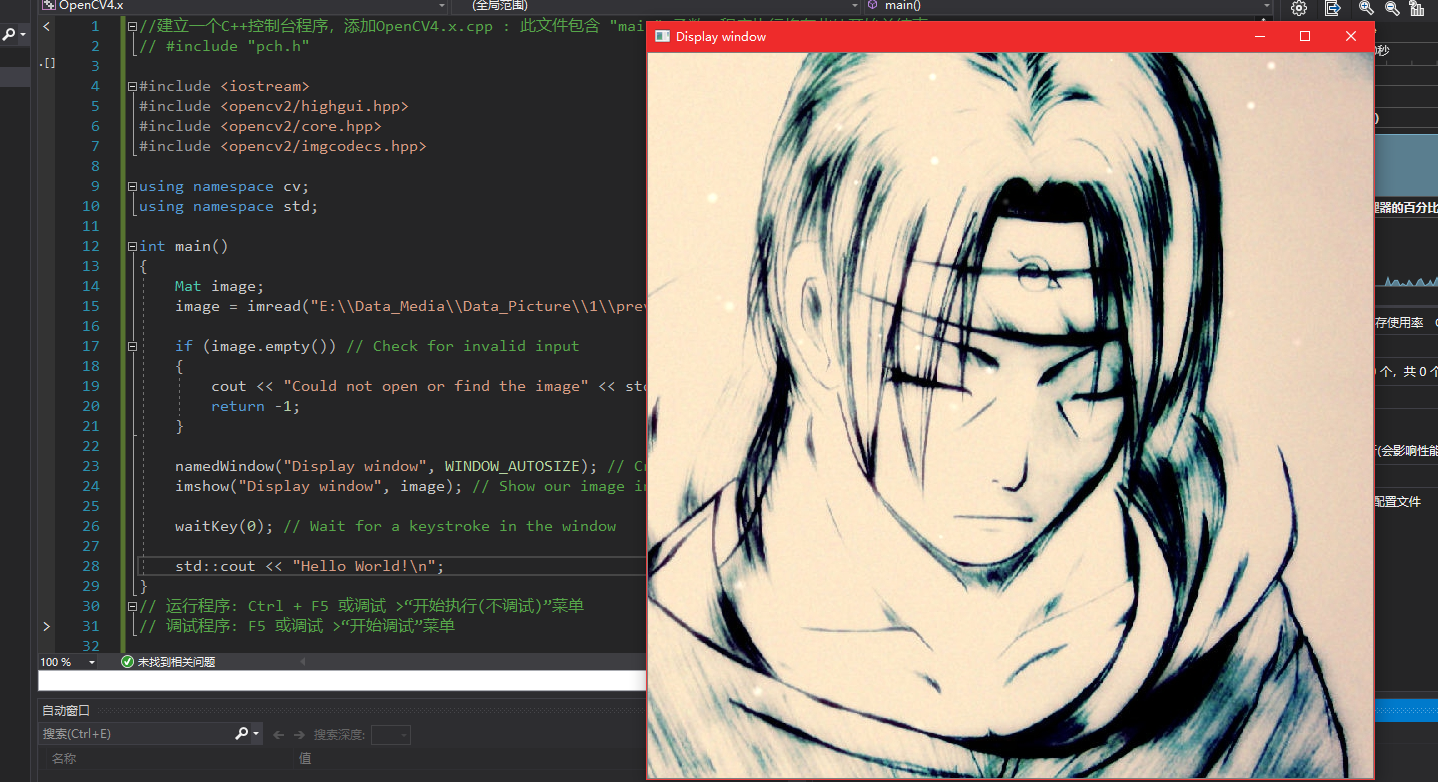 OpenCV4.x
(全局范围)
main()
1 //建立一个C++控制台程序，添加OpenCV4.x.cpp : 此文件包含 "mai
2 // #include "pch.h"
3
4 #include <iostream>
5 #include <opencv2/highgui.hpp>
6 #include <opencv2/core.hpp>
7 #include <opencv2/imgcodecs.hpp>
8
9 using namespace cv;
10 using namespace std;
11
12 int main()
13 {
14 Mat image;
15 image = imread("E:\\Data_Media\\Data_Picture\\1\\prev
16
17 if (image.empty()) // Check for invalid input
18 {
19 cout << "Could not open or find the image" << std
20 return -1;
21 }
22
23 namedWindow("Display window", WINDOW_AUTOSIZE); // Cr
24 imshow("Display window", image); // Show our image in
25
26 waitKey(0); // Wait for a keystroke in the window
27
28 std::cout << "Hello World!\n";
29 }
30 // 运行程序: Ctrl + F5 或调试 >“开始执行(不调试)”菜单
31 // 调试程序: F5 或调试 >“开始调试”菜单
32
100 %
未找到相关问题
自动窗口
搜索(Ctrl+E)
搜索深度:
名称
值
Display window
0秒
理器的百分比
存使用率
个，共 0 个
(会影响性能
配置文件